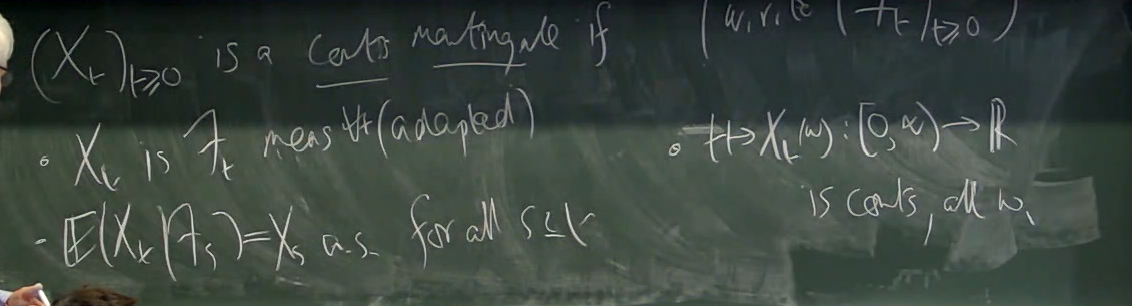 (X_t)_{t⩾0} is a conts martingale if (w.r.to (F_t)_{t⩾0})
• X_t is F_t meas ∀t (adapted)
• t↦X_t(ω) : [0,∞) → ℝ
is conts, all ω.
- 𝔼(X_t | F_s) = X_s a.s. for all s≤t